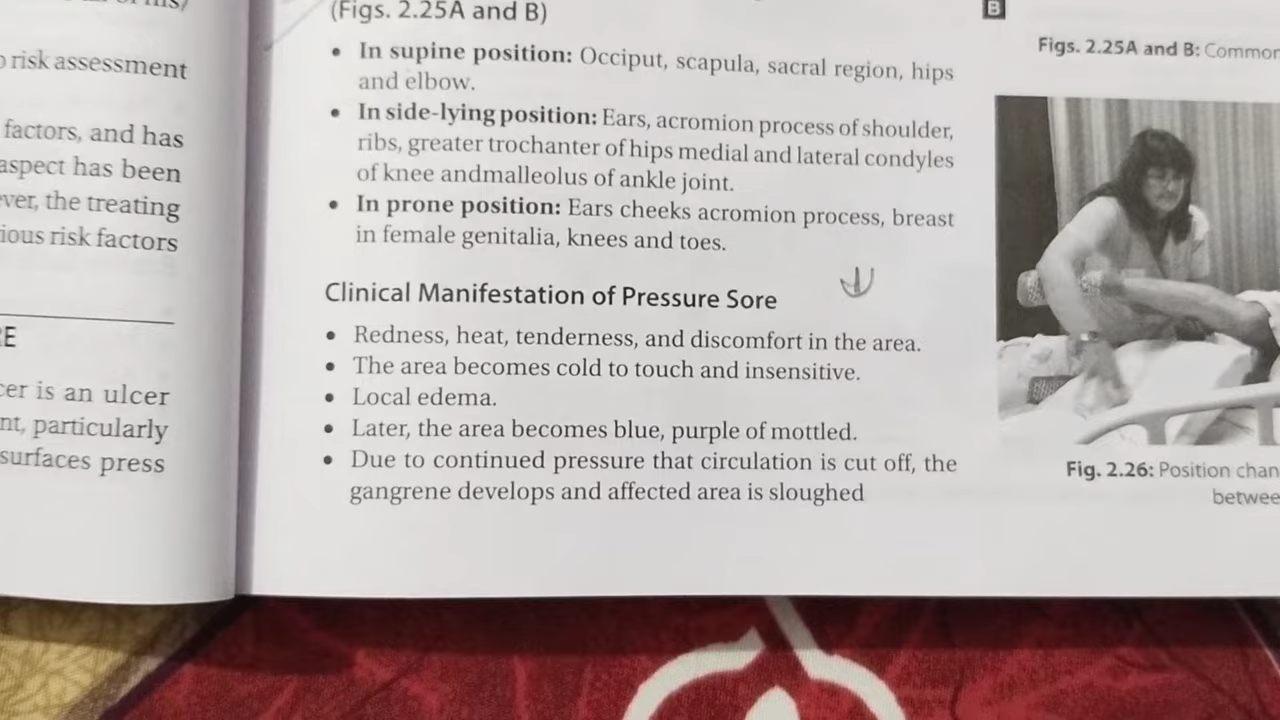 risk assessment
factors, and has
aspect has been
the treating
risk factors
E
is an ulcer
particularly
surfaces press
(Figs. 2.25A and B)
• In supine position: Occiput, scapula, sacral region, hips
and elbow.
• In side-lying position: Ears, acromion process of shoulder,
ribs, greater trochanter of hips medial and lateral condyles
of knee andmalleolus of ankle joint.
• In prone position: Ears cheeks acromion process, breast
in female genitalia, knees and toes.
Clinical Manifestation of Pressure Sore
• Redness, heat, tenderness, and discomfort in the area.
• The area becomes cold to touch and insensitive.
• Local edema.
• Later, the area becomes blue, purple of mottled.
• Due to continued pressure that circulation is cut off, the
gangrene develops and affected area is sloughed
B
Figs. 2.25A and B: Common
Fig. 2.26: Position chan
betwee